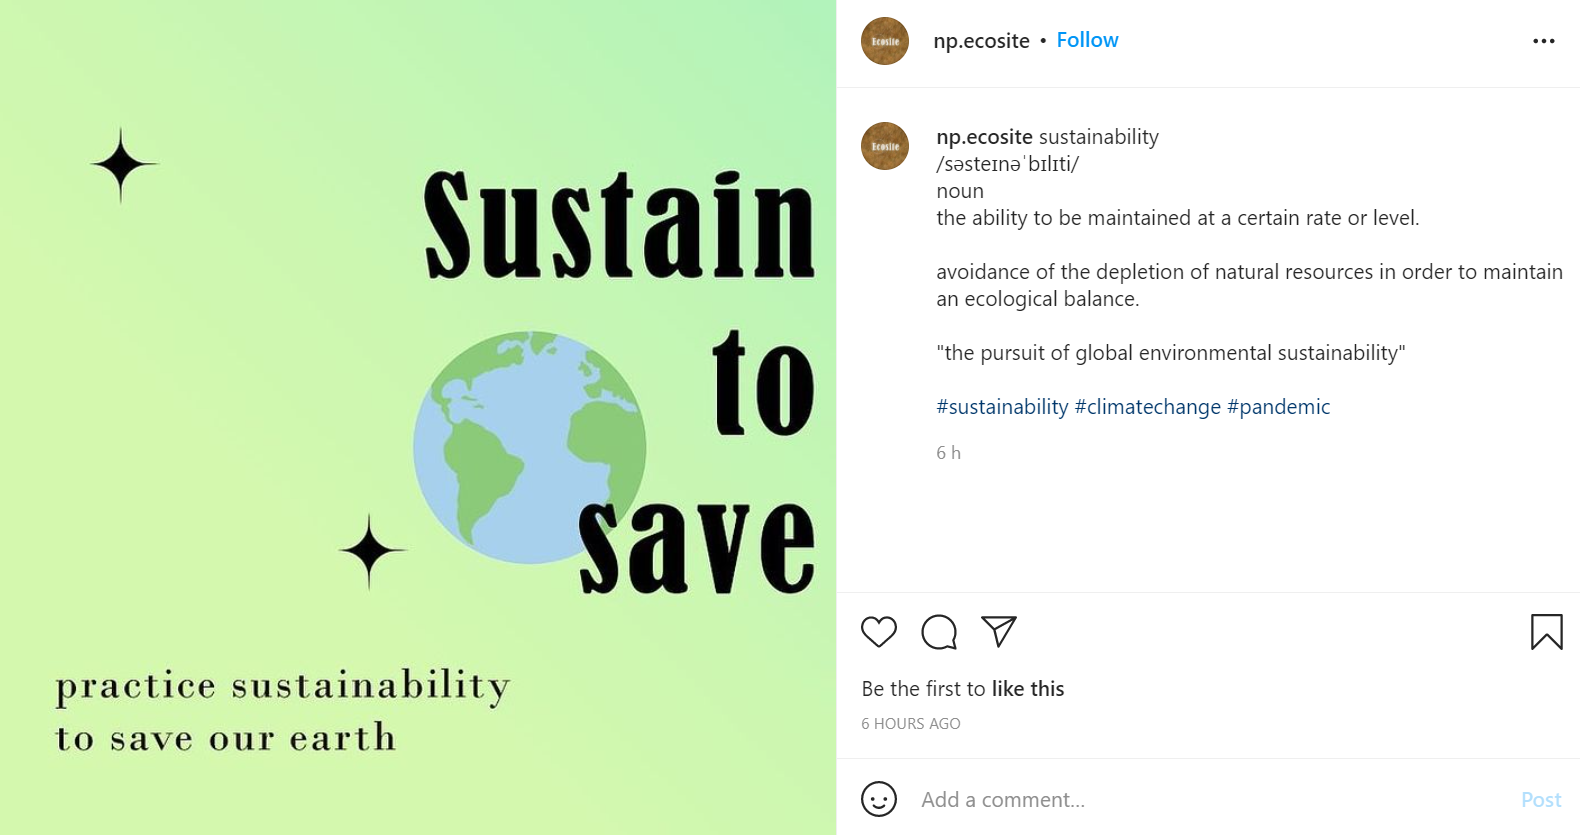 Sustain
to
save
practice sustainability
to save our earth
Ecosite
np.ecosite • Follow
Ecosite
np.ecosite sustainability
/səsteɪnəˈbɪlɪti/
noun
the ability to be maintained at a certain rate or level.
avoidance of the depletion of natural resources in order to maintain
an ecological balance.
"the pursuit of global environmental sustainability"
#sustainability #climatechange #pandemic
6 h
Be the first to like this
6 HOURS AGO
Add a comment...
Post